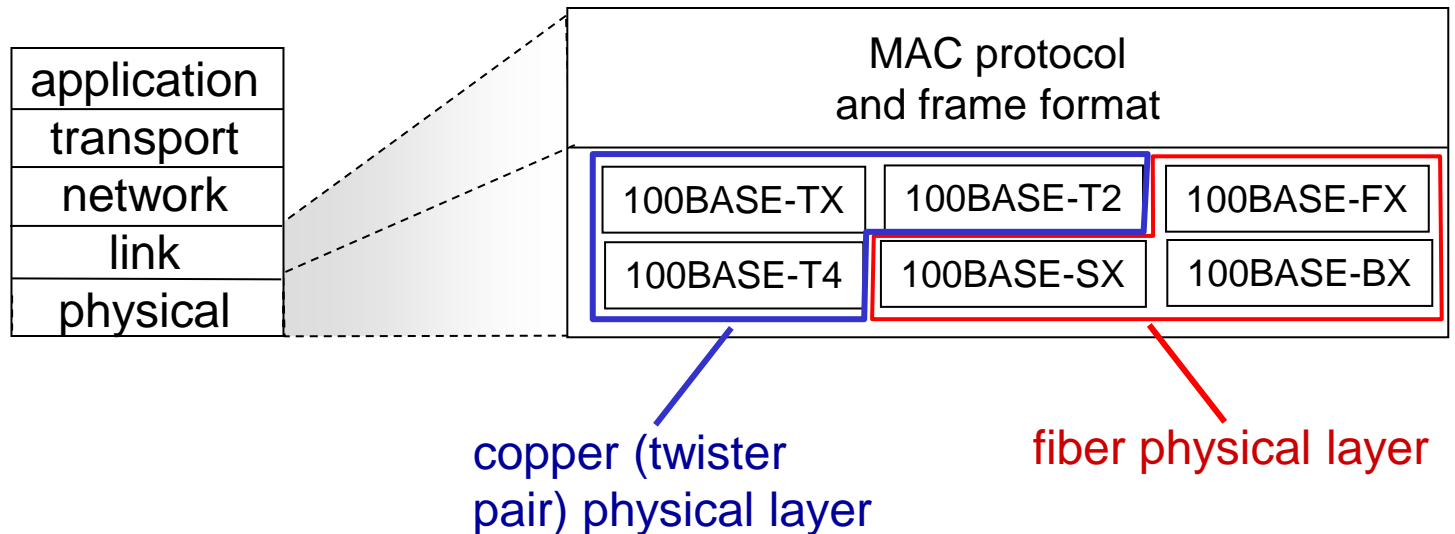 application
transport
network
link
physical
MAC protocol
and frame format
100BASE-TX
100BASE-T2
100BASE-FX
100BASE-T4
100BASE-SX
100BASE-BX
copper (twister
pair) physical layer
fiber physical layer